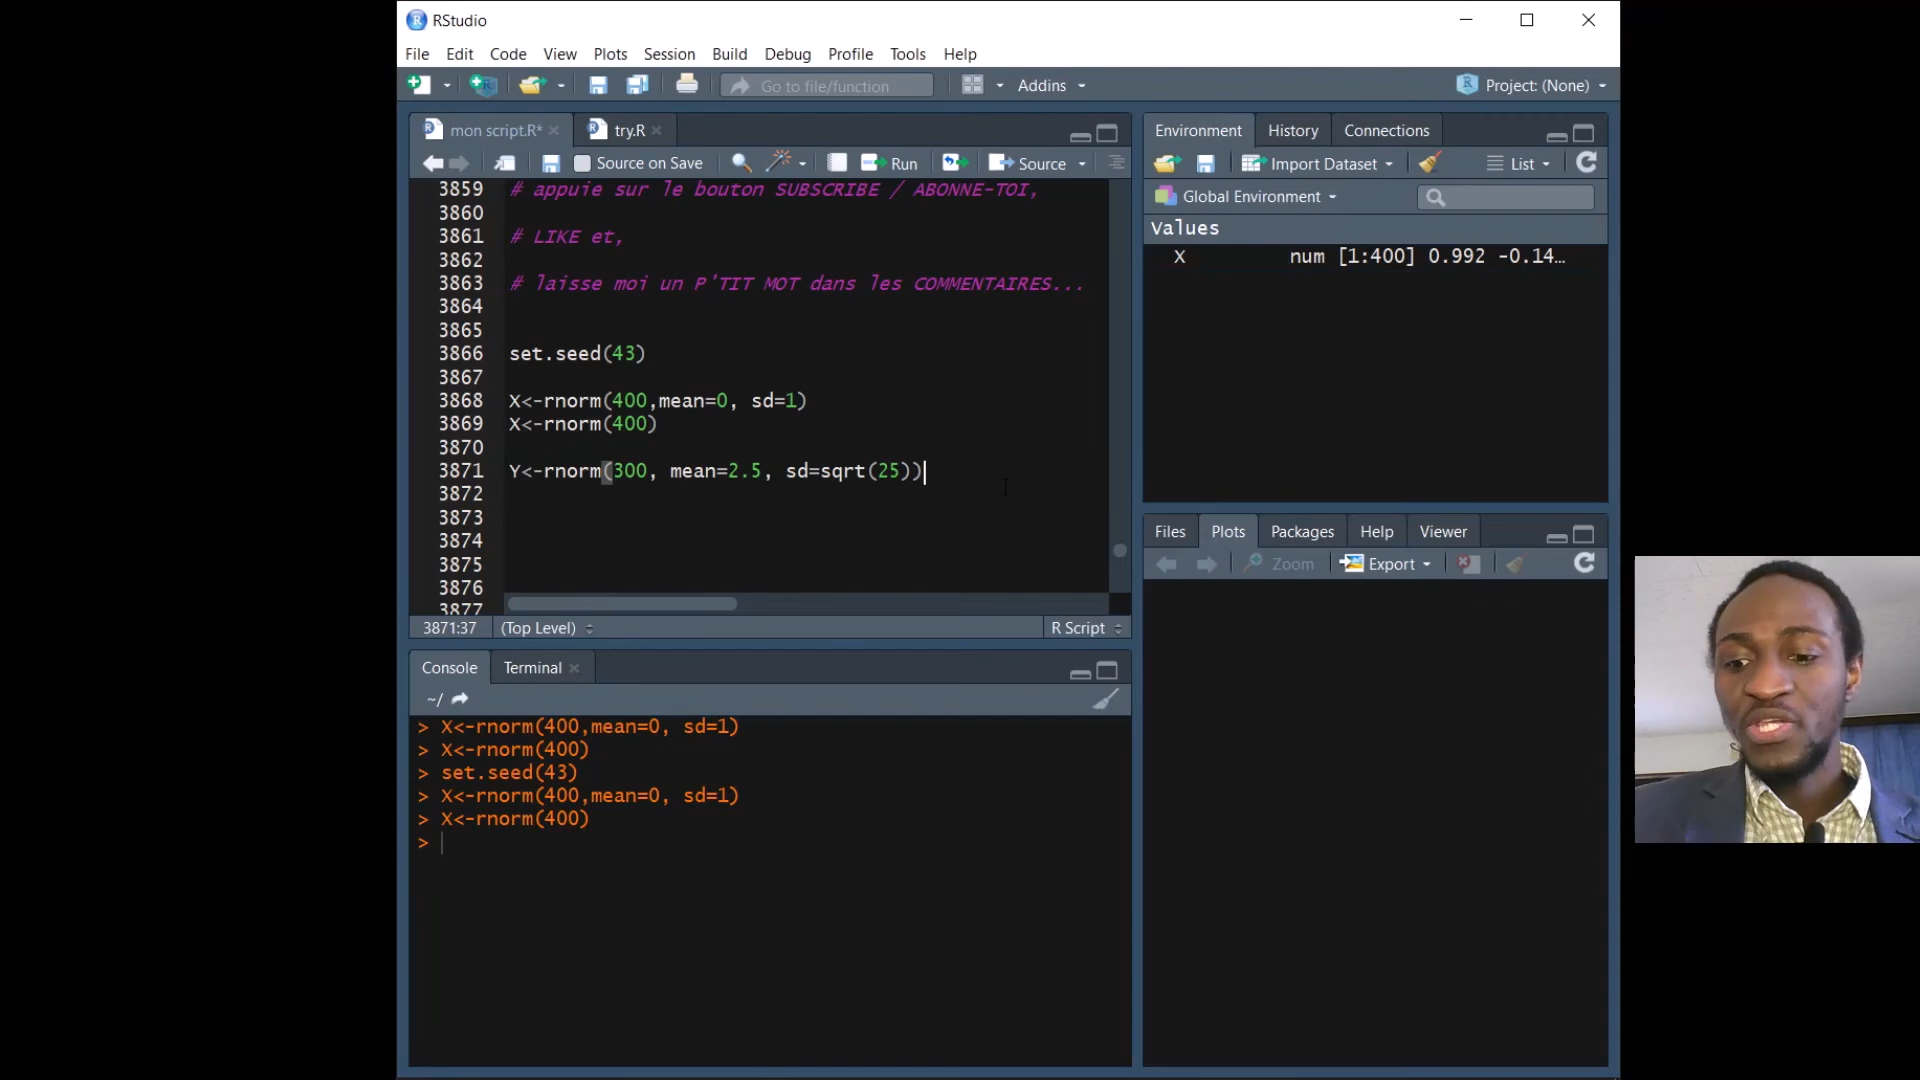 RStudio
File Edit Code View Plots Session Build Debug Profile Tools Help
Go to file/function Addins Project: (None)
mon script.R* try.R
Source on Save Run Source
3859 # appuie sur le bouton SUBSCRIBE / ABONNE-TOI,
3860
3861 # LIKE et,
3862
3863 # laisse moi un P'TIT MOT dans les COMMENTAIRES...
3864
3865
3866 set.seed(43)
3867
3868 X<-rnorm(400,mean=0, sd=1)
3869 X<-rnorm(400)
3870
3871 Y<-rnorm(300, mean=2.5, sd=sqrt(25))
3872
3873
3874
3875
3876
3877
3871:37 (Top Level) R Script
Console Terminal
~/
> X<-rnorm(400,mean=0, sd=1)
> X<-rnorm(400)
> set.seed(43)
> X<-rnorm(400,mean=0, sd=1)
> X<-rnorm(400)
>
Environment History Connections
Import Dataset List
Global Environment
Values
X num [1:400] 0.992 -0.14…
Files Plots Packages Help Viewer
Zoom Export